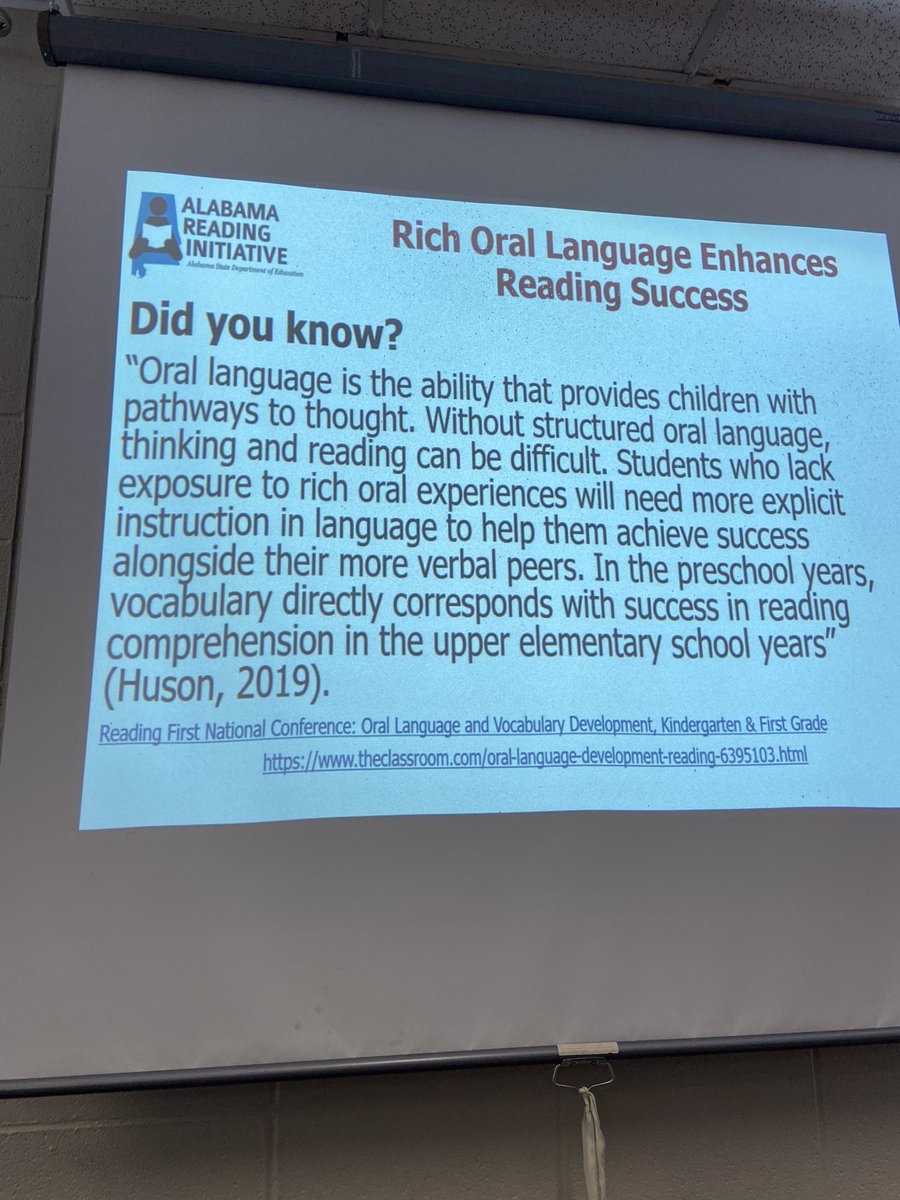 ALABAMA
READING
INITIATIVE
Alabama State Department of Education
Rich Oral Language Enhances
Reading Success
Did you know?
“Oral language is the ability that provides children with
pathways to thought. Without structured oral language,
thinking and reading can be difficult. Students who lack
exposure to rich oral experiences will need more explicit
instruction in language to help them achieve success
alongside their more verbal peers. In the preschool years,
vocabulary directly corresponds with success in reading
comprehension in the upper elementary school years”
(Huson, 2019).
Reading First National Conference: Oral Language and Vocabulary Development, Kindergarten & First Grade
https://www.theclassroom.com/oral-language-development-reading-6395103.html